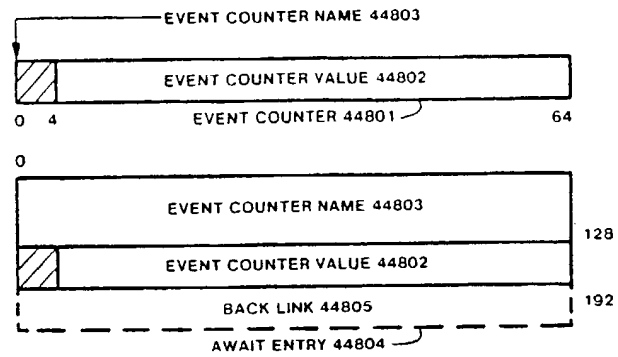 EVENT COUNTER NAME 44803
EVENT COUNTER VALUE 44802
0 4 EVENT COUNTER 44801 64
0
EVENT COUNTER NAME 44803
128
EVENT COUNTER VALUE 44802
192
BACK LINK 44805
AWAIT ENTRY 44804